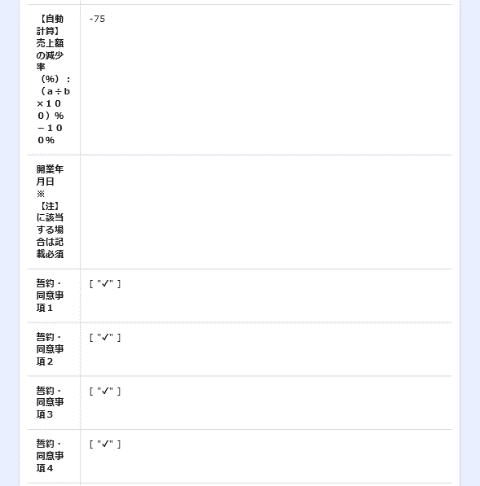 【自動
計算】
売上額
の減少
率
（%）：
（ａ÷ｂ
×１０
０）％
－１０
０％
-75
開業年
月日
※
【注】
に該当
する場
合は記
載必須
誓約・
同意事
項１
[ "✓" ]
誓約・
同意事
項２
[ "✓" ]
誓約・
同意事
項３
[ "✓" ]
誓約・
同意事
項４
[ "✓" ]